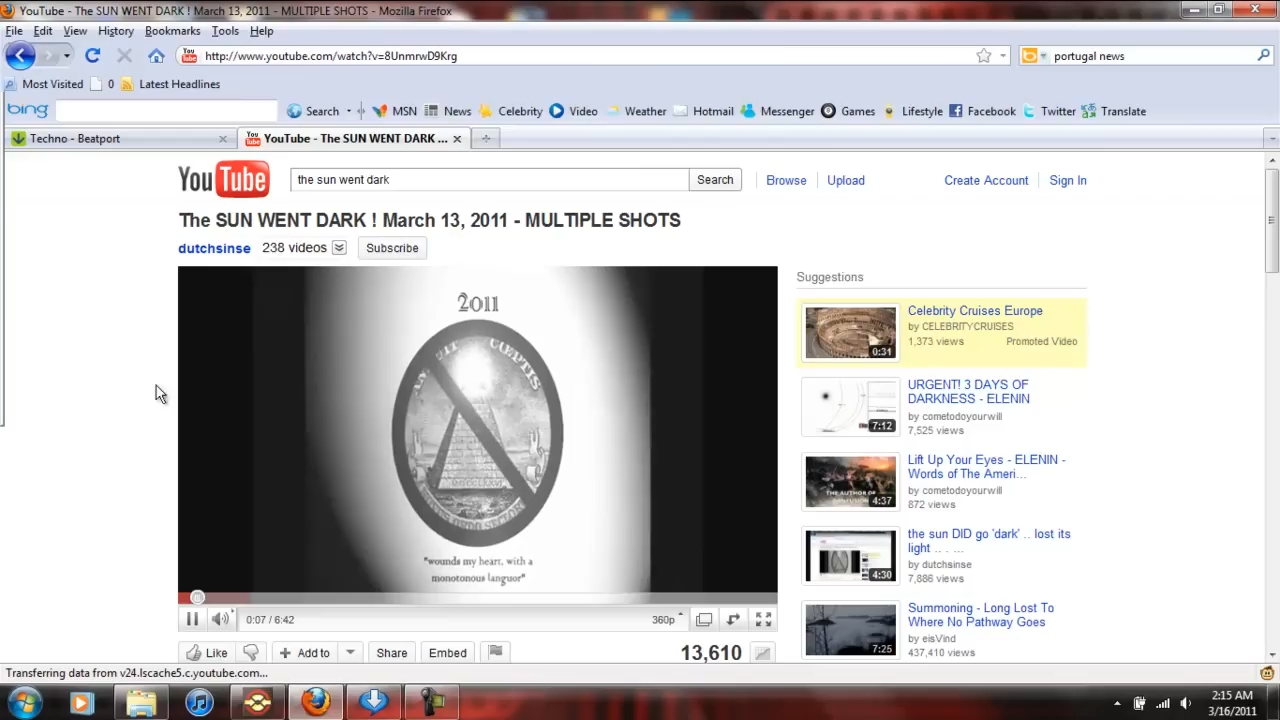 YouTube - The SUN WENT DARK ! March 13, 2011 - MULTIPLE SHOTS - Mozilla Firefox
File Edit View History Bookmarks Tools Help
You http://www.youtube.com/watch?v=8UnmrwD9Krg portugal news
Most Visited 0 Latest Headlines
bing Search MSN News Celebrity Video Weather Hotmail Messenger Games Lifestyle Facebook Twitter Translate
Techno - Beatport
You YouTube - The SUN WENT DARK ...
YouTube the sun went dark Search Browse Upload Create Account Sign In
The SUN WENT DARK ! March 13, 2011 - MULTIPLE SHOTS
dutchsinse 238 videos Subscribe
2011
CŒPTIS
"wounds my heart, with a
monotonous languor"
0:07 / 6:42 360p
Like Add to Share Embed 13,610
Suggestions
0:31
Celebrity Cruises Europe
by CELEBRITYCRUISES
1,373 views Promoted Video
7:12
URGENT! 3 DAYS OF
DARKNESS - ELENIN
by cometodoyourwill
7,525 views
THE AUTHOR OF
4:37
Lift Up Your Eyes - ELENIN -
Words of The Ameri...
by cometodoyourwill
872 views
4:30
the sun DID go 'dark' .. lost its
light .. . ...
by dutchsinse
7,886 views
7:25
Summoning - Long Lost To
Where No Pathway Goes
by eisVind
437,410 views
Transferring data from v24.lscache5.c.youtube.com...
2:15 AM
3/16/2011